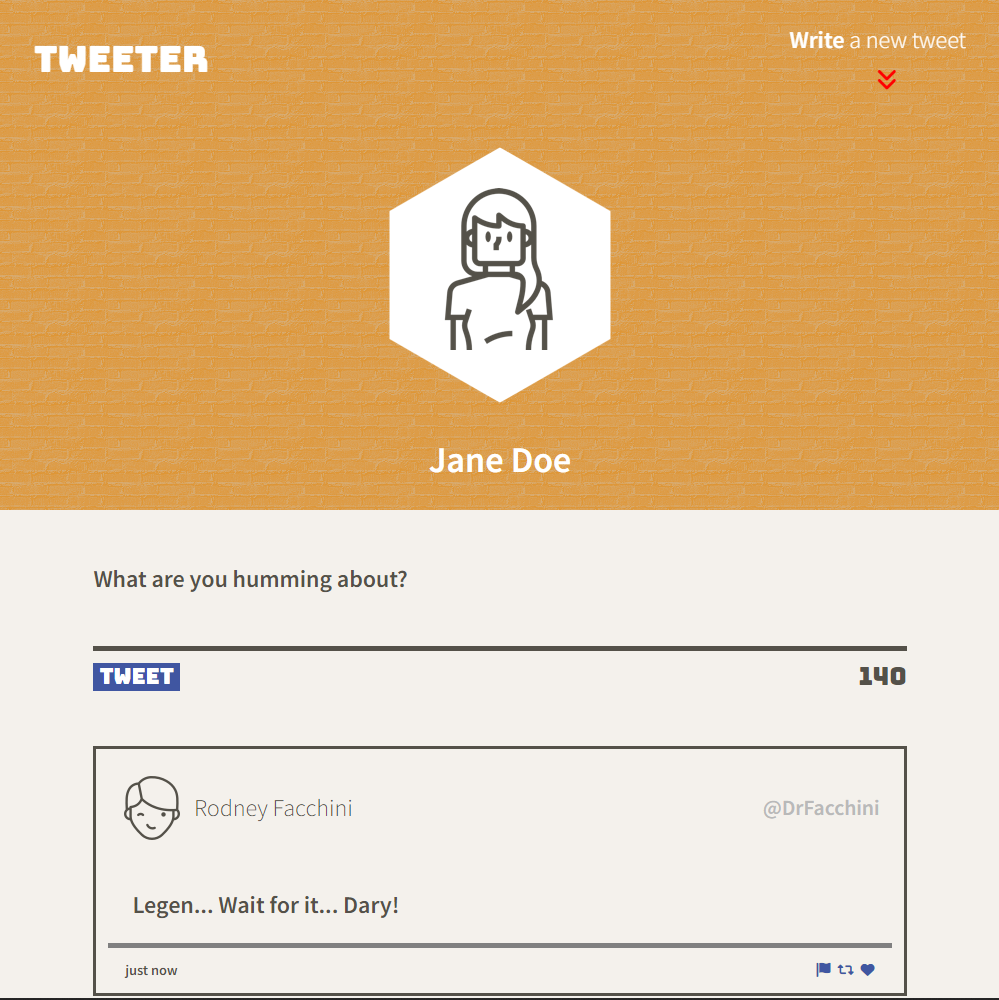 TWEETER
Write a new tweet
Jane Doe
What are you humming about?
TWEET
140
Rodney Facchini
@DrFacchini
Legen... Wait for it... Dary!
just now